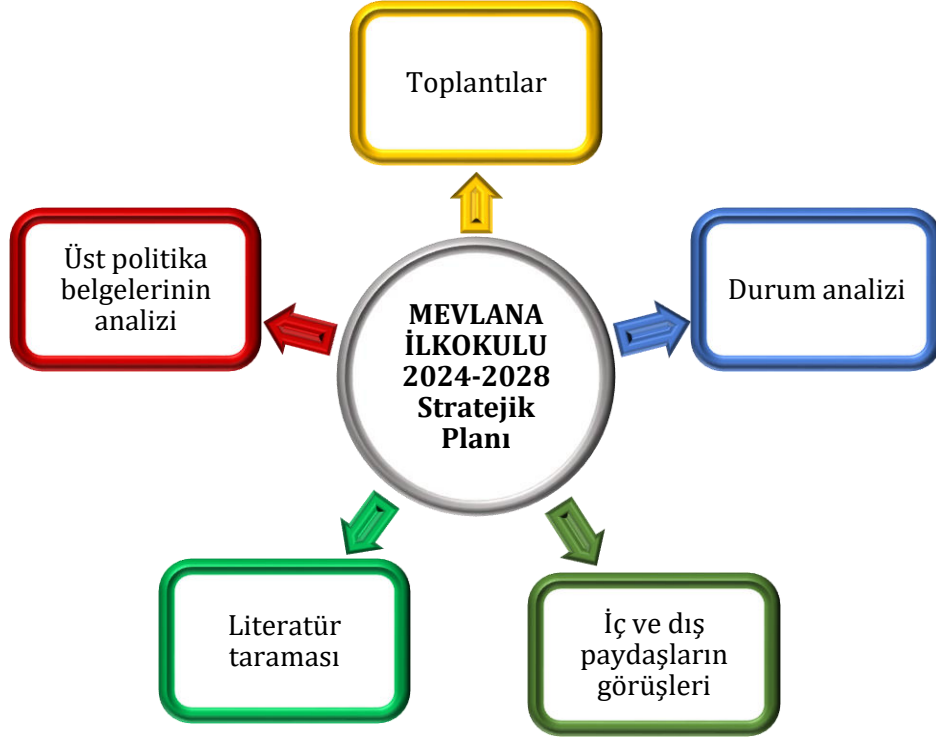 Toplantılar
Üst politika
belgelerinin
analizi
MEVLANA
İLKOKULU
2024-2028
Stratejik
Planı
Durum analizi
Literatür
taraması
İç ve dış
paydaşların
görüşleri